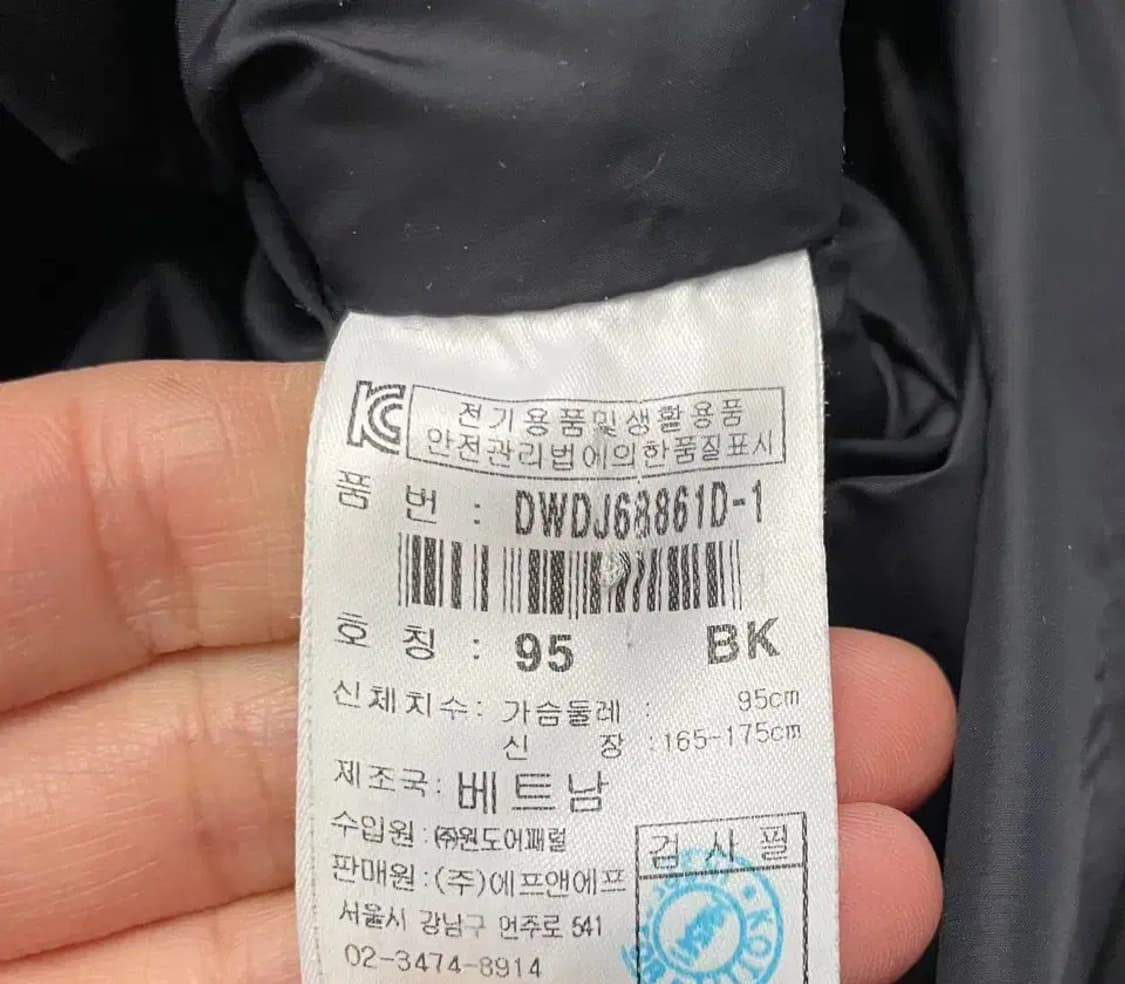 KC 전기용품및생활용품
안전관리법에의한품질표시
품 번 : DWDJ68861D-1
호 칭 : 95 BK
신체치수: 가슴둘레 : 95cm
신 장 :165-175cm
제조국: 베트남
수입원 : ㈜윈도어패럴
판매원 : (주)에프앤에프
서울시 강남구 언주로 541
02-3474-8914
검 사 필